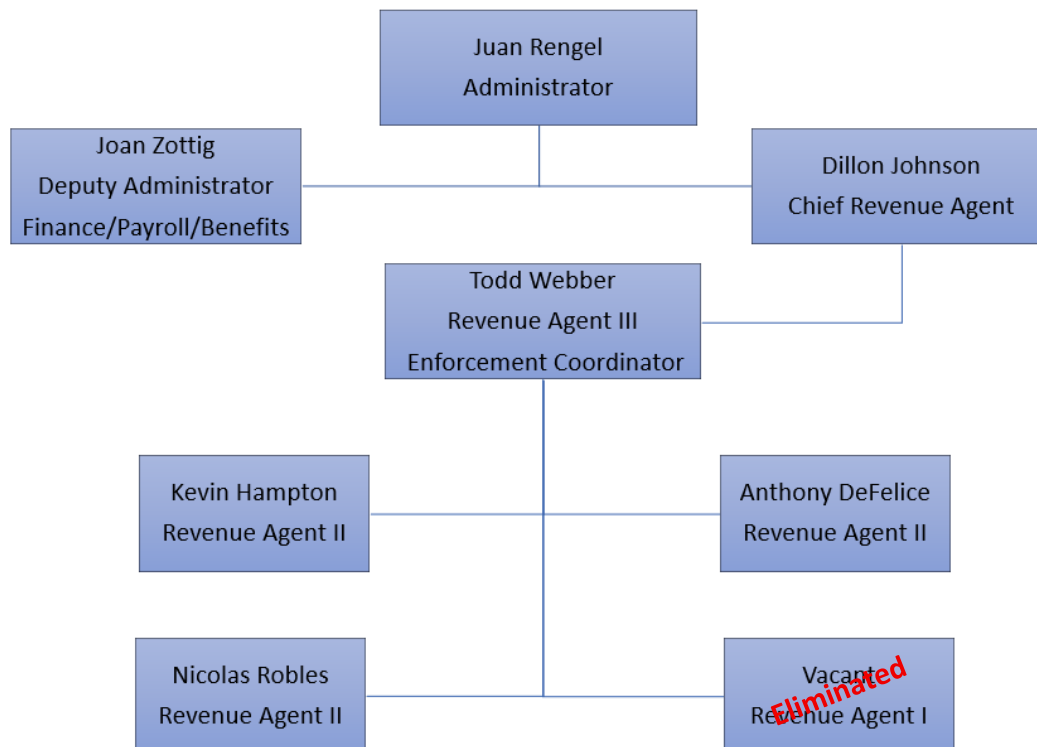 Juan Rengel
Administrator
Joan Zottig
Deputy Administrator
Finance/Payroll/Benefits
Dillon Johnson
Chief Revenue Agent
Todd Webber
Revenue Agent III
Enforcement Coordinator
Kevin Hampton
Revenue Agent II
Anthony DeFelice
Revenue Agent II
Nicolas Robles
Revenue Agent II
Vacant
Eliminated
Revenue Agent I